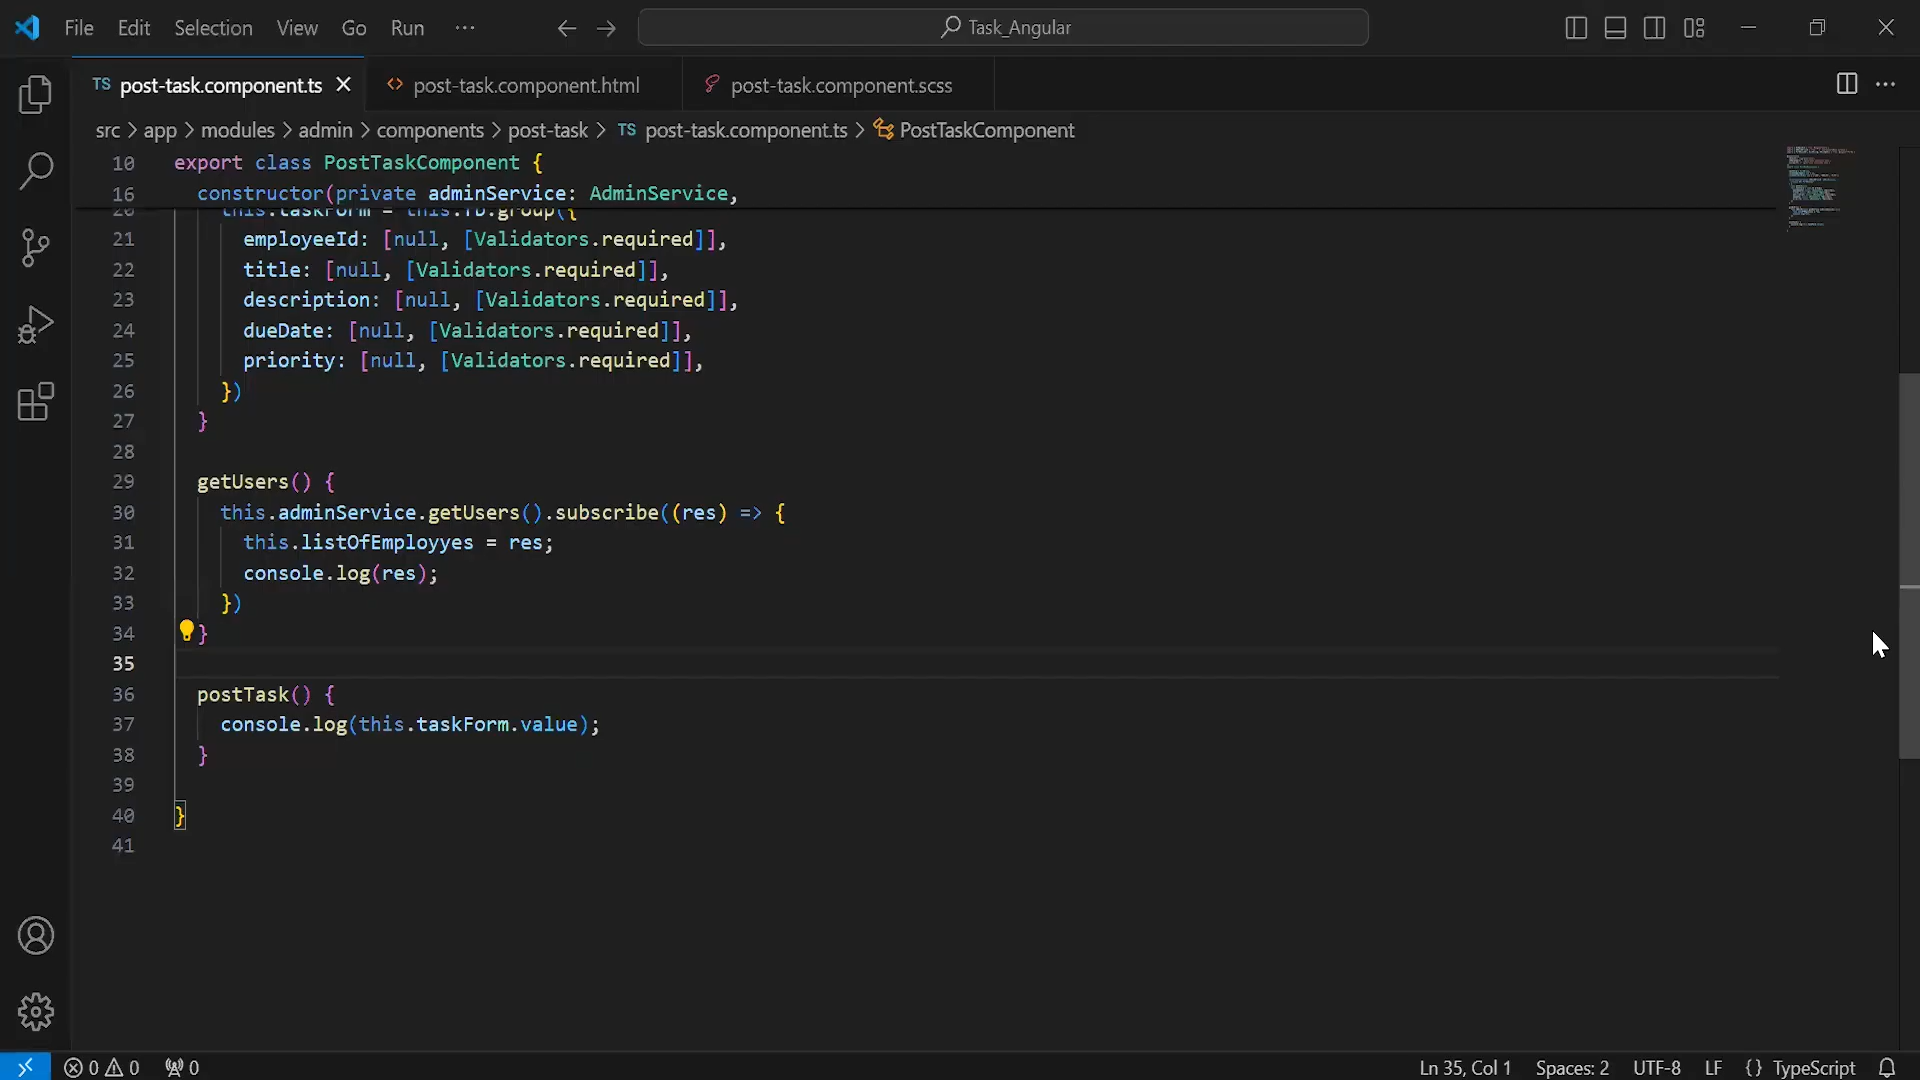 File Edit Selection View Go Run ··· Task_Angular
TS post-task.component.ts post-task.component.html post-task.component.scss
src > app > modules > admin > components > post-task > TS post-task.component.ts > PostTaskComponent
10 export class PostTaskComponent {
16 constructor(private adminService: AdminService,
20 this.taskForm = this.fb.group({
21 employeeId: [null, [Validators.required]],
22 title: [null, [Validators.required]],
23 description: [null, [Validators.required]],
24 dueDate: [null, [Validators.required]],
25 priority: [null, [Validators.required]],
26 })
27 }
28
29 getUsers() {
30 this.adminService.getUsers().subscribe((res) => {
31 this.listOfEmployyes = res;
32 console.log(res);
33 })
34 }
35
36 postTask() {
37 console.log(this.taskForm.value);
38 }
39
40 }
41
0 0 0 Ln 35, Col 1 Spaces: 2 UTF-8 LF {} TypeScript